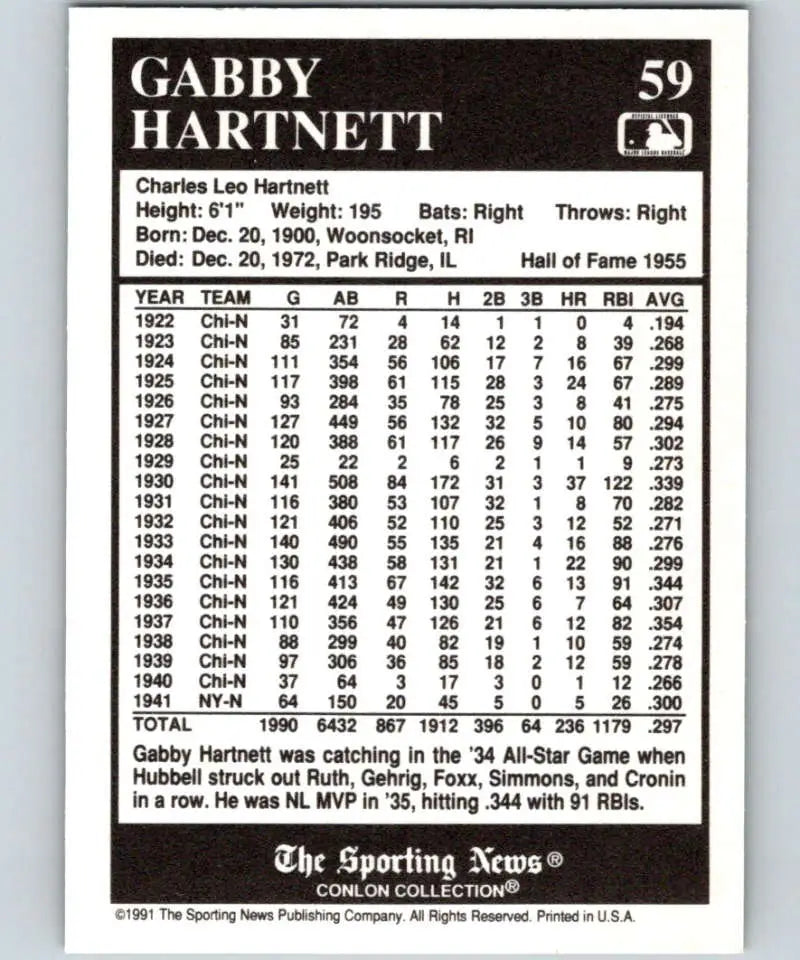 GABBY 59
HARTNETT
OFFICIAL LICENSEE
MAJOR LEAGUE BASEBALL
Charles Leo Hartnett
Height: 6'1" Weight: 195 Bats: Right Throws: Right
Born: Dec. 20, 1900, Woonsocket, RI
Died: Dec. 20, 1972, Park Ridge, IL Hall of Fame 1955
YEAR TEAM G AB R H 2B 3B HR RBI AVG
1922 Chi-N 31 72 4 14 1 1 0 4 .194
1923 Chi-N 85 231 28 62 12 2 8 39 .268
1924 Chi-N 111 354 56 106 17 7 16 67 .299
1925 Chi-N 117 398 61 115 28 3 24 67 .289
1926 Chi-N 93 284 35 78 25 3 8 41 .275
1927 Chi-N 127 449 56 132 32 5 10 80 .294
1928 Chi-N 120 388 61 117 26 9 14 57 .302
1929 Chi-N 25 22 2 6 2 1 1 9 .273
1930 Chi-N 141 508 84 172 31 3 37 122 .339
1931 Chi-N 116 380 53 107 32 1 8 70 .282
1932 Chi-N 121 406 52 110 25 3 12 52 .271
1933 Chi-N 140 490 55 135 21 4 16 88 .276
1934 Chi-N 130 438 58 131 21 1 22 90 .299
1935 Chi-N 116 413 67 142 32 6 13 91 .344
1936 Chi-N 121 424 49 130 25 6 7 64 .307
1937 Chi-N 110 356 47 126 21 6 12 82 .354
1938 Chi-N 88 299 40 82 19 1 10 59 .274
1939 Chi-N 97 306 36 85 18 2 12 59 .278
1940 Chi-N 37 64 3 17 3 0 1 12 .266
1941 NY-N 64 150 20 45 5 0 5 26 .300
TOTAL 1990 6432 867 1912 396 64 236 1179 .297
Gabby Hartnett was catching in the '34 All-Star Game when
Hubbell struck out Ruth, Gehrig, Foxx, Simmons, and Cronin
in a row. He was NL MVP in '35, hitting .344 with 91 RBIs.
The Sporting News®
CONLON COLLECTION®
©1991 The Sporting News Publishing Company. All Rights Reserved. Printed in U.S.A.